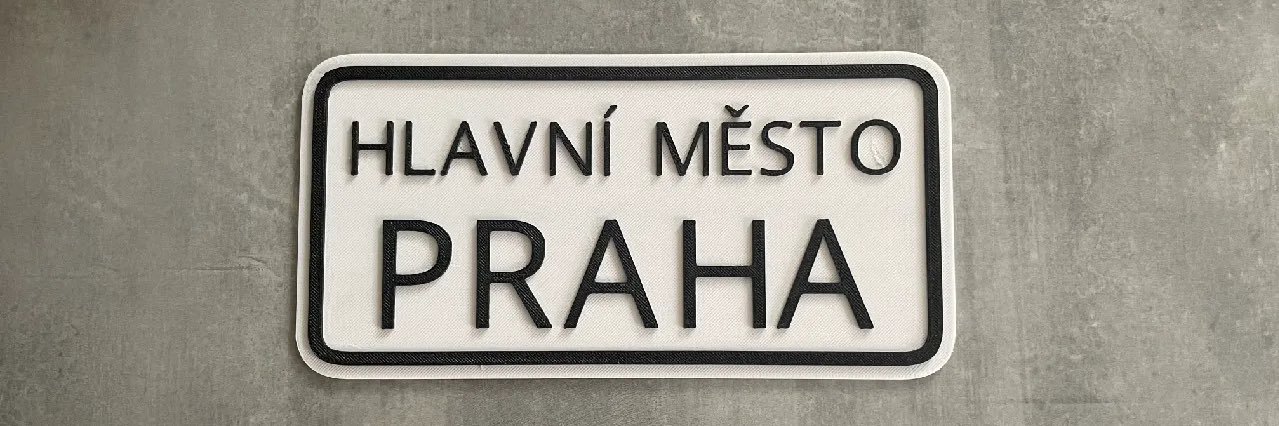 HLAVNÍ MĚSTO
PRAHA